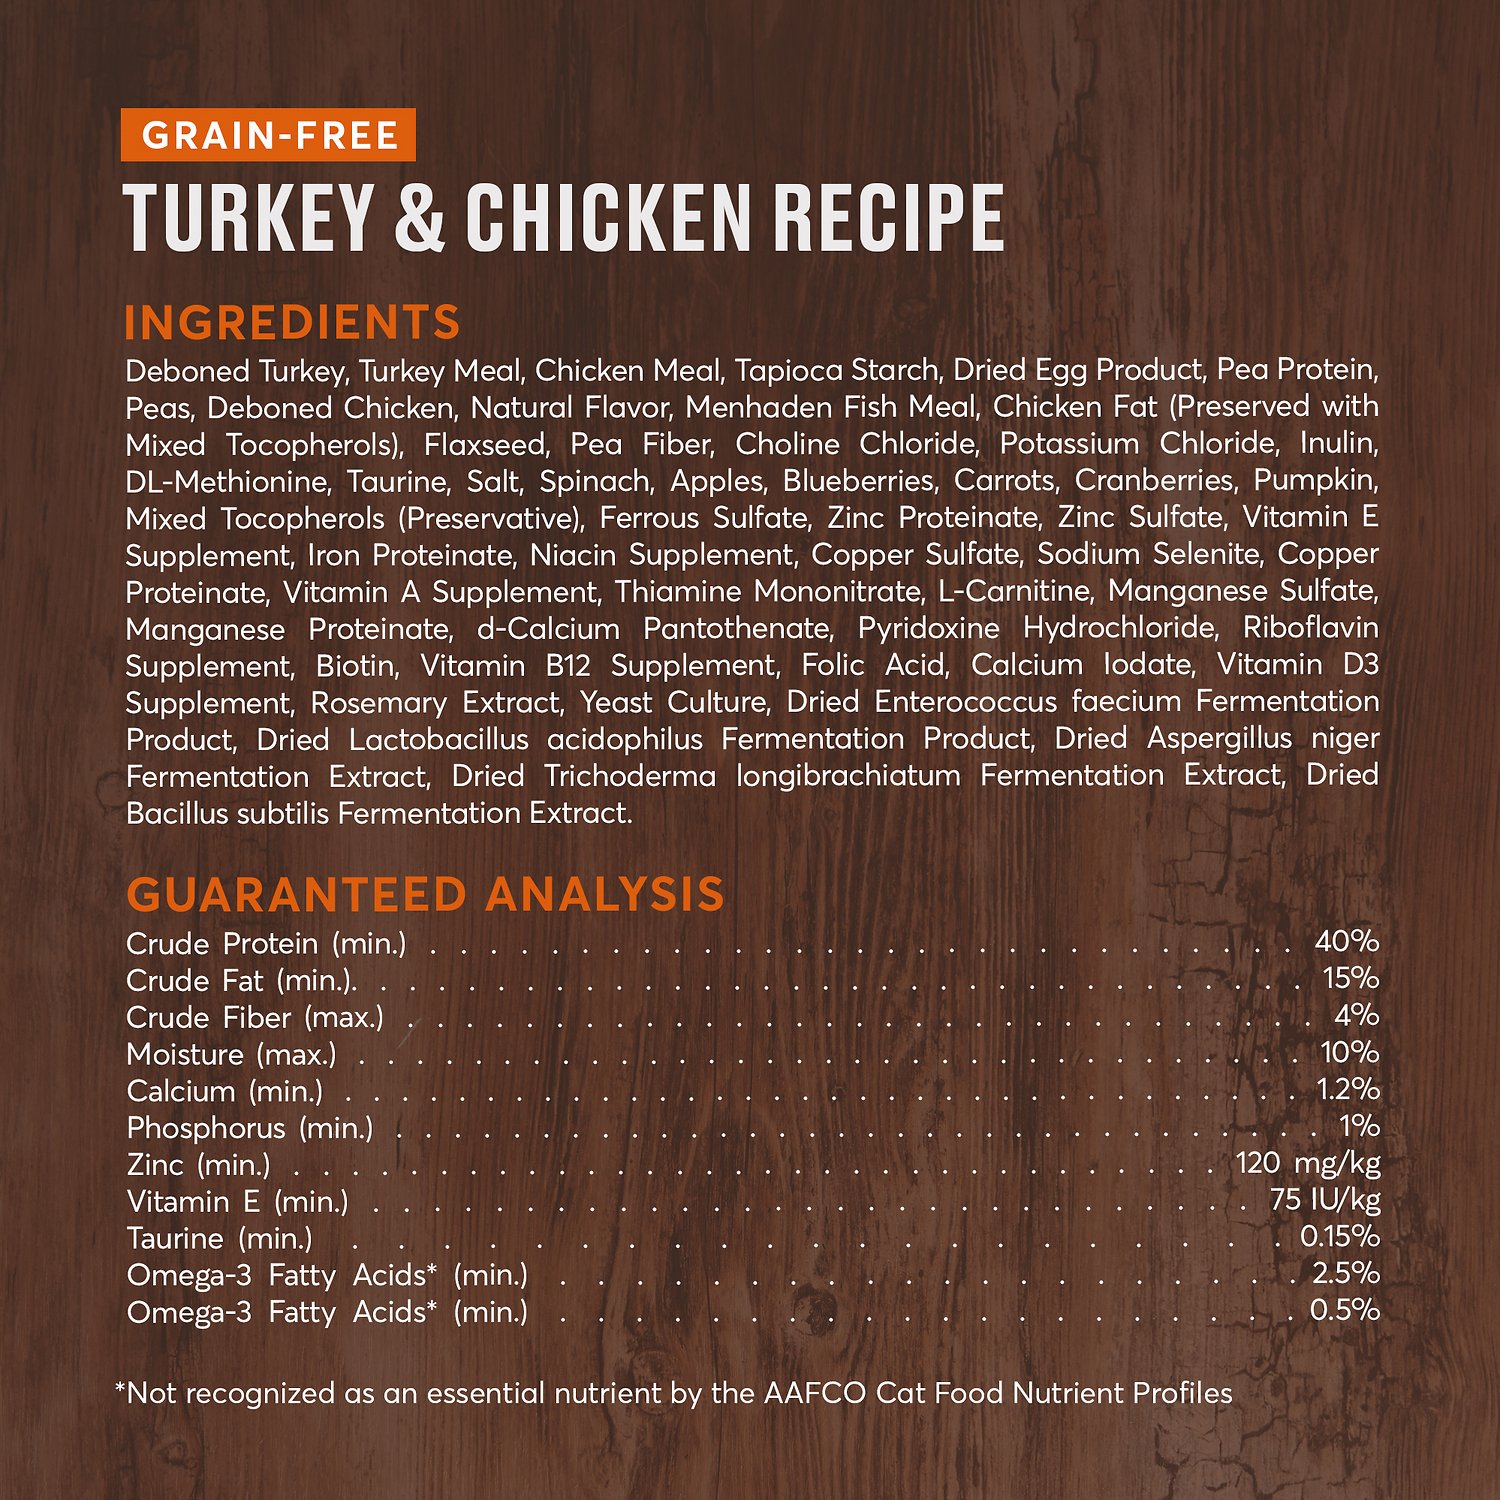 GRAIN-FREE
TURKEY & CHICKEN RECIPE
INGREDIENTS
Deboned Turkey, Turkey Meal, Chicken Meal, Tapioca Starch, Dried Egg Product, Pea Protein,
Peas, Deboned Chicken, Natural Flavor, Menhaden Fish Meal, Chicken Fat (Preserved with
Mixed Tocopherols), Flaxseed, Pea Fiber, Choline Chloride, Potassium Chloride, Inulin,
DL-Methionine, Taurine, Salt, Spinach, Apples, Blueberries, Carrots, Cranberries, Pumpkin,
Mixed Tocopherols (Preservative), Ferrous Sulfate, Zinc Proteinate, Zinc Sulfate, Vitamin E
Supplement, Iron Proteinate, Niacin Supplement, Copper Sulfate, Sodium Selenite, Copper
Proteinate, Vitamin A Supplement, Thiamine Mononitrate, L-Carnitine, Manganese Sulfate,
Manganese Proteinate, d-Calcium Pantothenate, Pyridoxine Hydrochloride, Riboflavin
Supplement, Biotin, Vitamin B12 Supplement, Folic Acid, Calcium Iodate, Vitamin D3
Supplement, Rosemary Extract, Yeast Culture, Dried Enterococcus faecium Fermentation
Product, Dried Lactobacillus acidophilus Fermentation Product, Dried Aspergillus niger
Fermentation Extract, Dried Trichoderma longibrachiatum Fermentation Extract, Dried
Bacillus subtilis Fermentation Extract.
GUARANTEED ANALYSIS
Crude Protein (min.) . . . . . . . . . . . . . . . . . . . . . . . . . . . . . 40%
Crude Fat (min.). . . . . . . . . . . . . . . . . . . . . . . . . . . . . . . . . 15%
Crude Fiber (max.) . . . . . . . . . . . . . . . . . . . . . . . . . . . . . . . 4%
Moisture (max.) . . . . . . . . . . . . . . . . . . . . . . . . . . . . . . . . . 10%
Calcium (min.) . . . . . . . . . . . . . . . . . . . . . . . . . . . . . . . . . . 1.2%
Phosphorus (min.) . . . . . . . . . . . . . . . . . . . . . . . . . . . . . . . . 1%
Zinc (min.) . . . . . . . . . . . . . . . . . . . . . . . . . . . . . . . . 120 mg/kg
Vitamin E (min.) . . . . . . . . . . . . . . . . . . . . . . . . . . . . . 75 IU/kg
Taurine (min.) . . . . . . . . . . . . . . . . . . . . . 0.15%
Omega-3 Fatty Acids* (min.) . . . . . . . . . . . . . . . . . . . . 2.5%
Omega-3 Fatty Acids* (min.) . . . . . . . . . . . . . . . . . . . . 0.5%
*Not recognized as an essential nutrient by the AAFCO Cat Food Nutrient Profiles